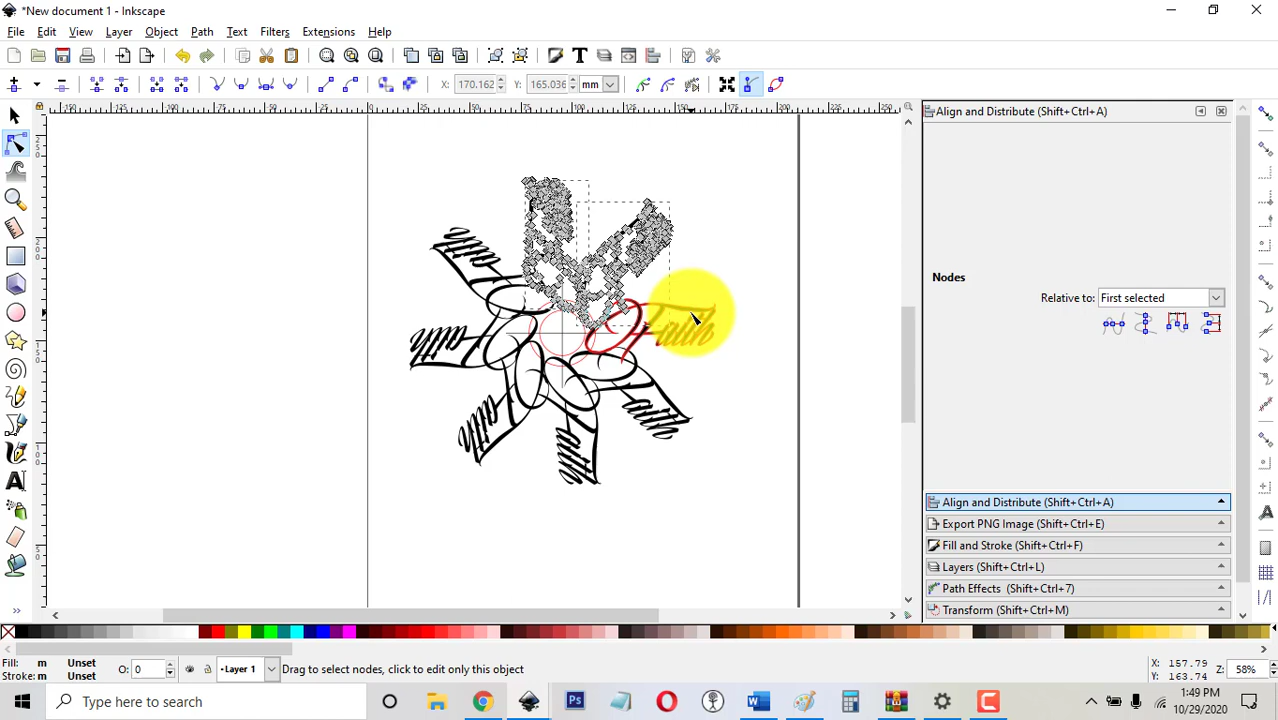 *New document 1 - Inkscape
File Edit View Layer Object Path Text Filters Extensions Help
X: 170.162 Y: 165.036 mm
Align and Distribute (Shift+Ctrl+A)
Nodes
Relative to: First selected
Faith
Align and Distribute (Shift+Ctrl+A)
Export PNG Image (Shift+Ctrl+E)
Fill and Stroke (Shift+Ctrl+F)
Layers (Shift+Ctrl+L)
Path Effects (Shift+Ctrl+7)
Transform (Shift+Ctrl+M)
Fill: m Unset
Stroke: m Unset
O: 0
Layer 1
Drag to select nodes, click to edit only this object
X: 157.79
Y: 163.74
Z: 58%
Type here to search
1:49 PM
10/29/2020